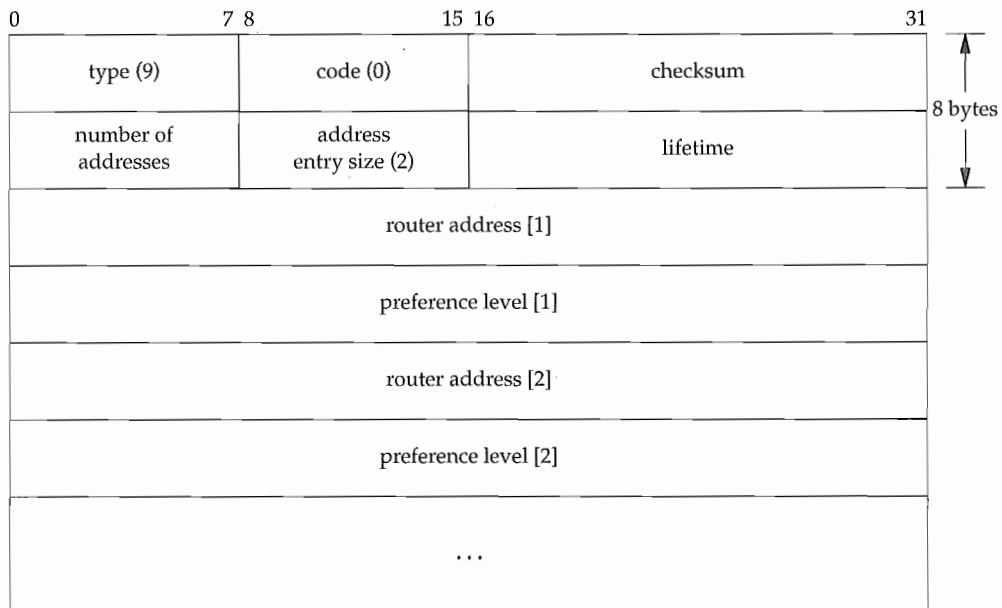 0 7 8 15 16 31
type (9) code (0) checksum
8 bytes
number of addresses address entry size (2) lifetime
router address [1]
preference level [1]
router address [2]
preference level [2]
...